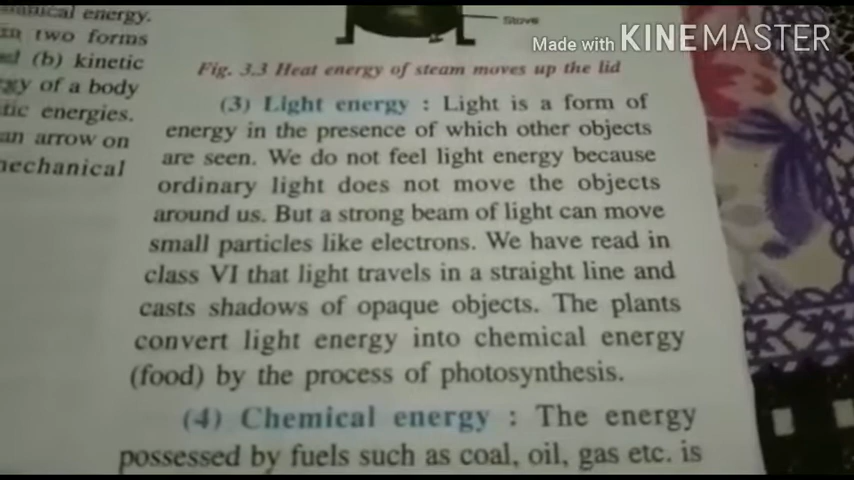 energy.
two forms
(b) kinetic
of a body
energies.
an arrow on
mechanical
Stove
Made with KINEMASTER
Fig. 3.3 Heat energy of steam moves up the lid
(3) Light energy : Light is a form of
energy in the presence of which other objects
are seen. We do not feel light energy because
ordinary light does not move the objects
around us. But a strong beam of light can move
small particles like electrons. We have read in
class VI that light travels in a straight line and
casts shadows of opaque objects. The plants
convert light energy into chemical energy
(food) by the process of photosynthesis.
(4) Chemical energy : The energy
possessed by fuels such as coal, oil, gas etc. is